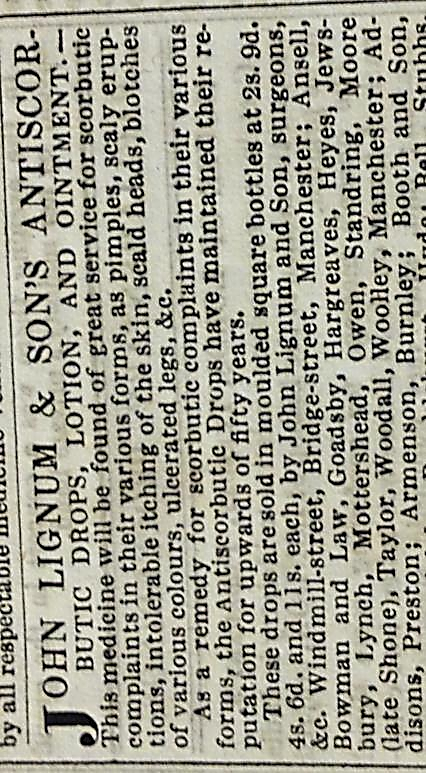 by all respectable medicine
JOHN LIGNUM & SON'S ANTISCOR-
BUTIC DROPS, LOTION, AND OINTMENT.—
This medicine will be found of great service for scorbutic
complaints in their various forms, as pimples, scaly erup-
tions, intolerable itching of the skin, scald heads, blotches
of various colours, ulcerated legs, &c.
As a remedy for scorbutic complaints in their various
forms, the Antiscorbutic Drops have maintained their re-
putation for upwards of fifty years.
These drops are sold in moulded square bottles at 2s. 9d.
4s. 6d. and 11s. each, by John Lignum and Son, surgeons,
&c. Windmill-street, Bridge-street, Manchester; Ansell,
Bowman and Law, Goadsby, Hargreaves, Heyes, Jews-
bury, Lynch, Mottershead, Owen, Standring, Moore
(late Shone), Taylor, Woodall, Woolley, Manchester; Ad-
disons, Preston; Armenson, Burnley; Booth and Son,
Hyde; Bell, Stubbs